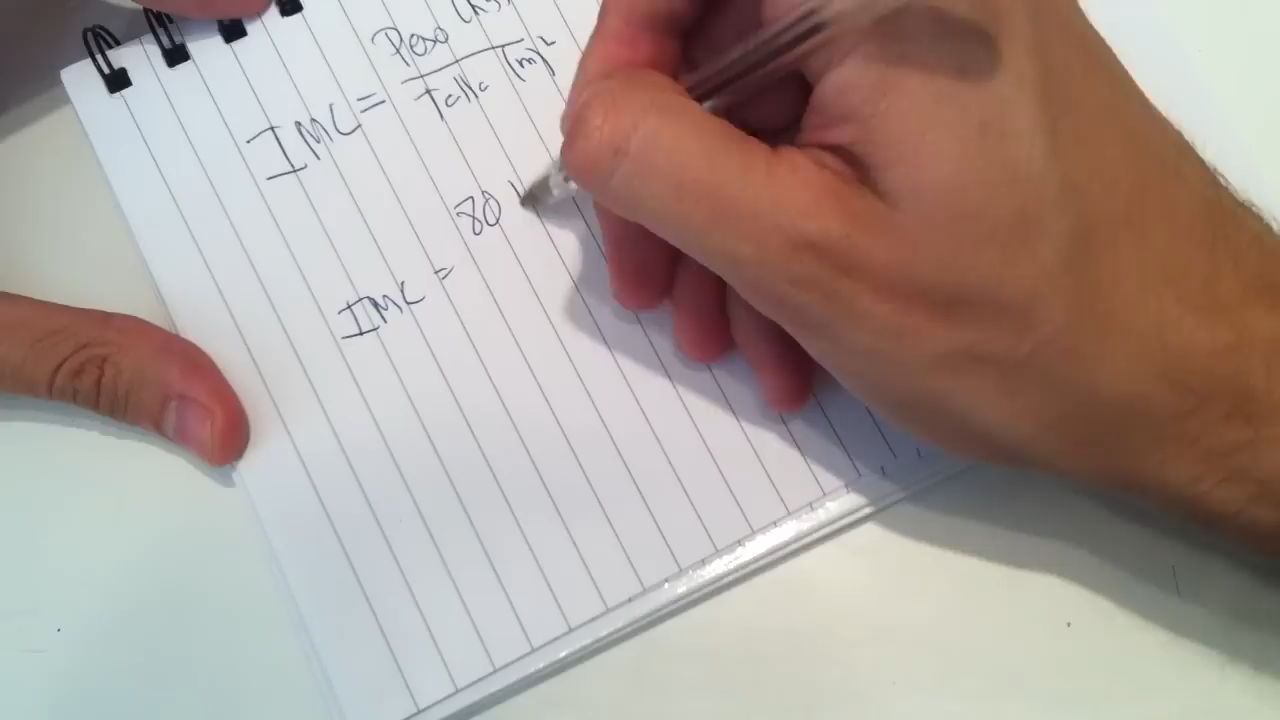 IMC = Peso (Kg)
Talla (m)²
IMC = 80